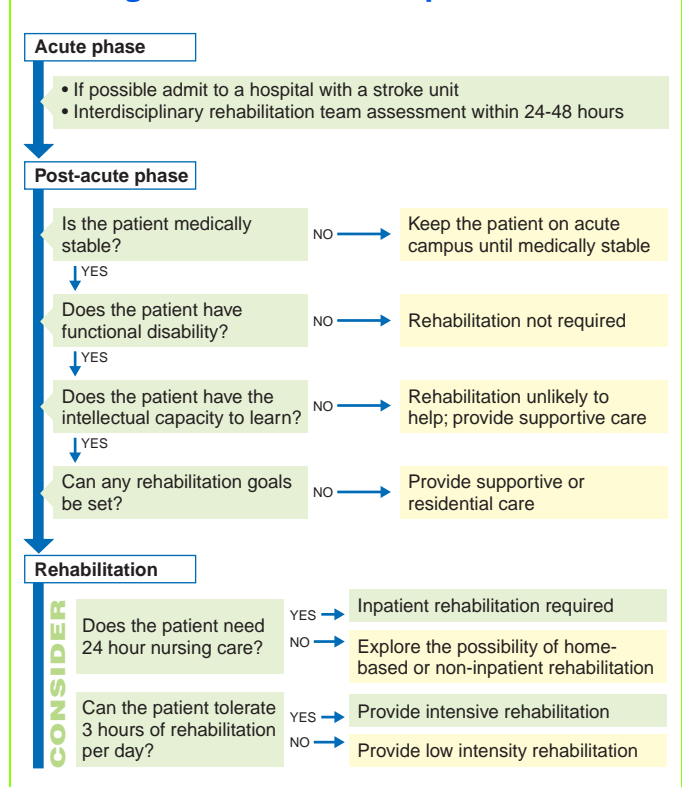 Acute phase
• If possible admit to a hospital with a stroke unit
• Interdisciplinary rehabilitation team assessment within 24-48 hours
Post-acute phase
Is the patient medically
stable?
NO
Keep the patient on acute
campus until medically stable
YES
Does the patient have
functional disability?
NO
Rehabilitation not required
YES
Does the patient have the
intellectual capacity to learn?
NO
Rehabilitation unlikely to
help; provide supportive care
YES
Can any rehabilitation goals
be set?
NO
Provide supportive or
residential care
Rehabilitation
CONSIDER
Does the patient need
24 hour nursing care?
YES
Inpatient rehabilitation required
NO
Explore the possibility of home-
based or non-inpatient rehabilitation
Can the patient tolerate
3 hours of rehabilitation
per day?
YES
Provide intensive rehabilitation
NO
Provide low intensity rehabilitation